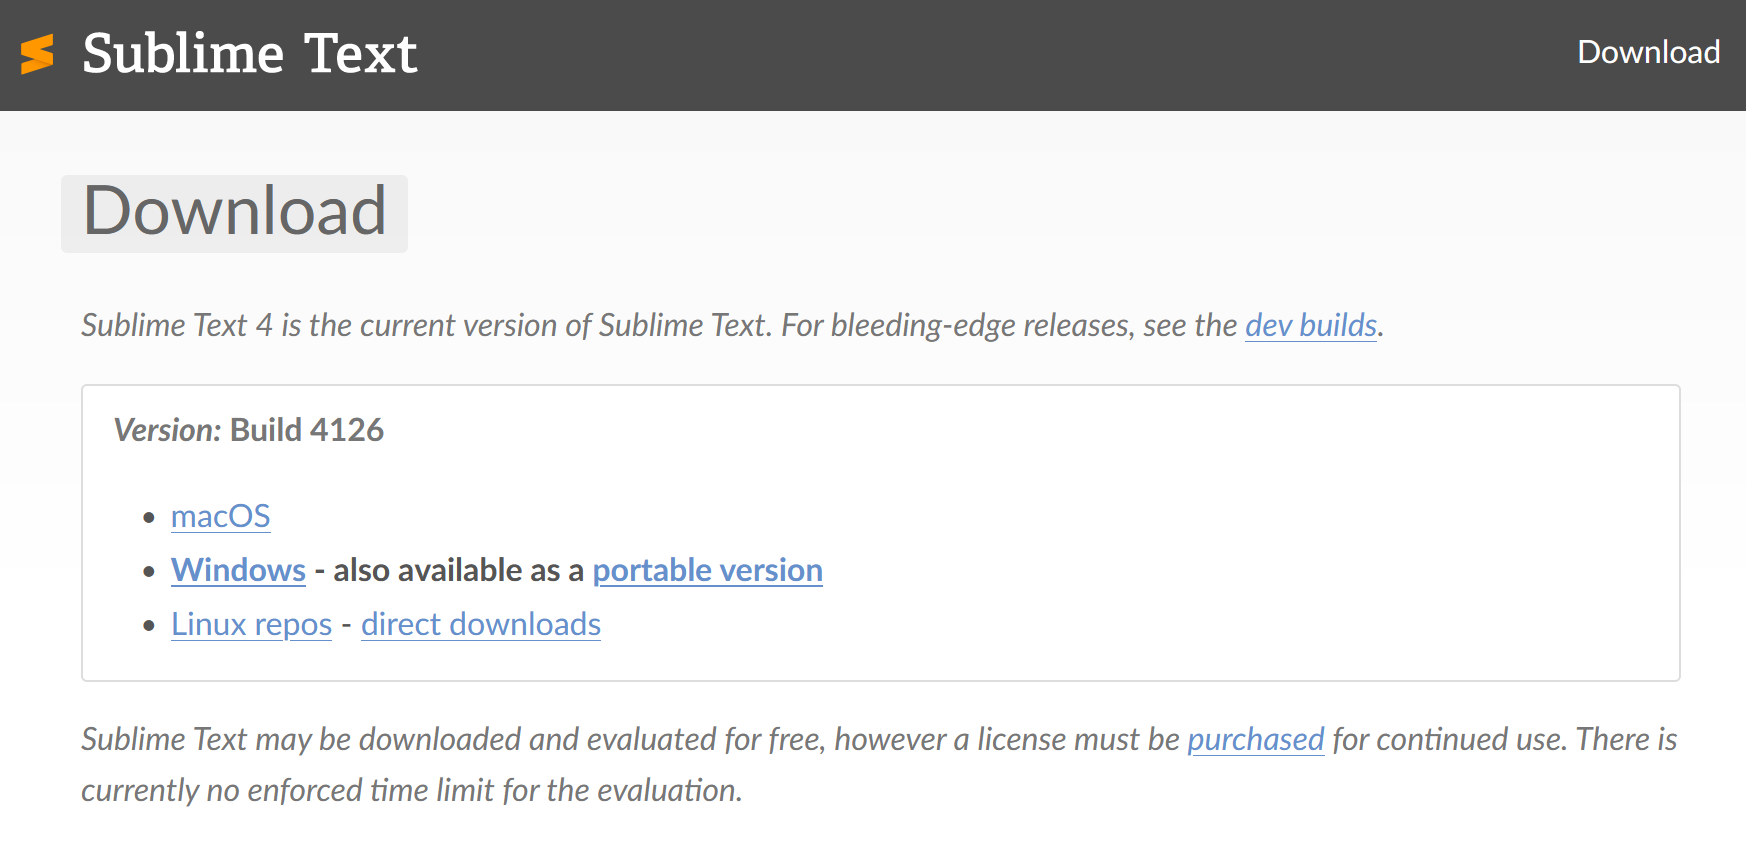 Sublime Text
Download
Download
Sublime Text 4 is the current version of Sublime Text. For bleeding-edge releases, see the dev builds.
Version: Build 4126
• macOS
• Windows - also available as a portable version
• Linux repos - direct downloads
Sublime Text may be downloaded and evaluated for free, however a license must be purchased for continued use. There is
currently no enforced time limit for the evaluation.